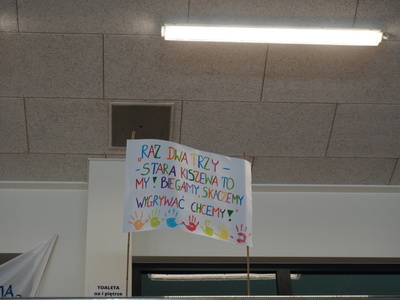 „RAZ DWA TRZY –
– STARA KISZEWA TO
MY! BIEGAMY, SKACZEMY
WYGRYWAĆ CHCEMY!"
TOALETA
na I piętrze